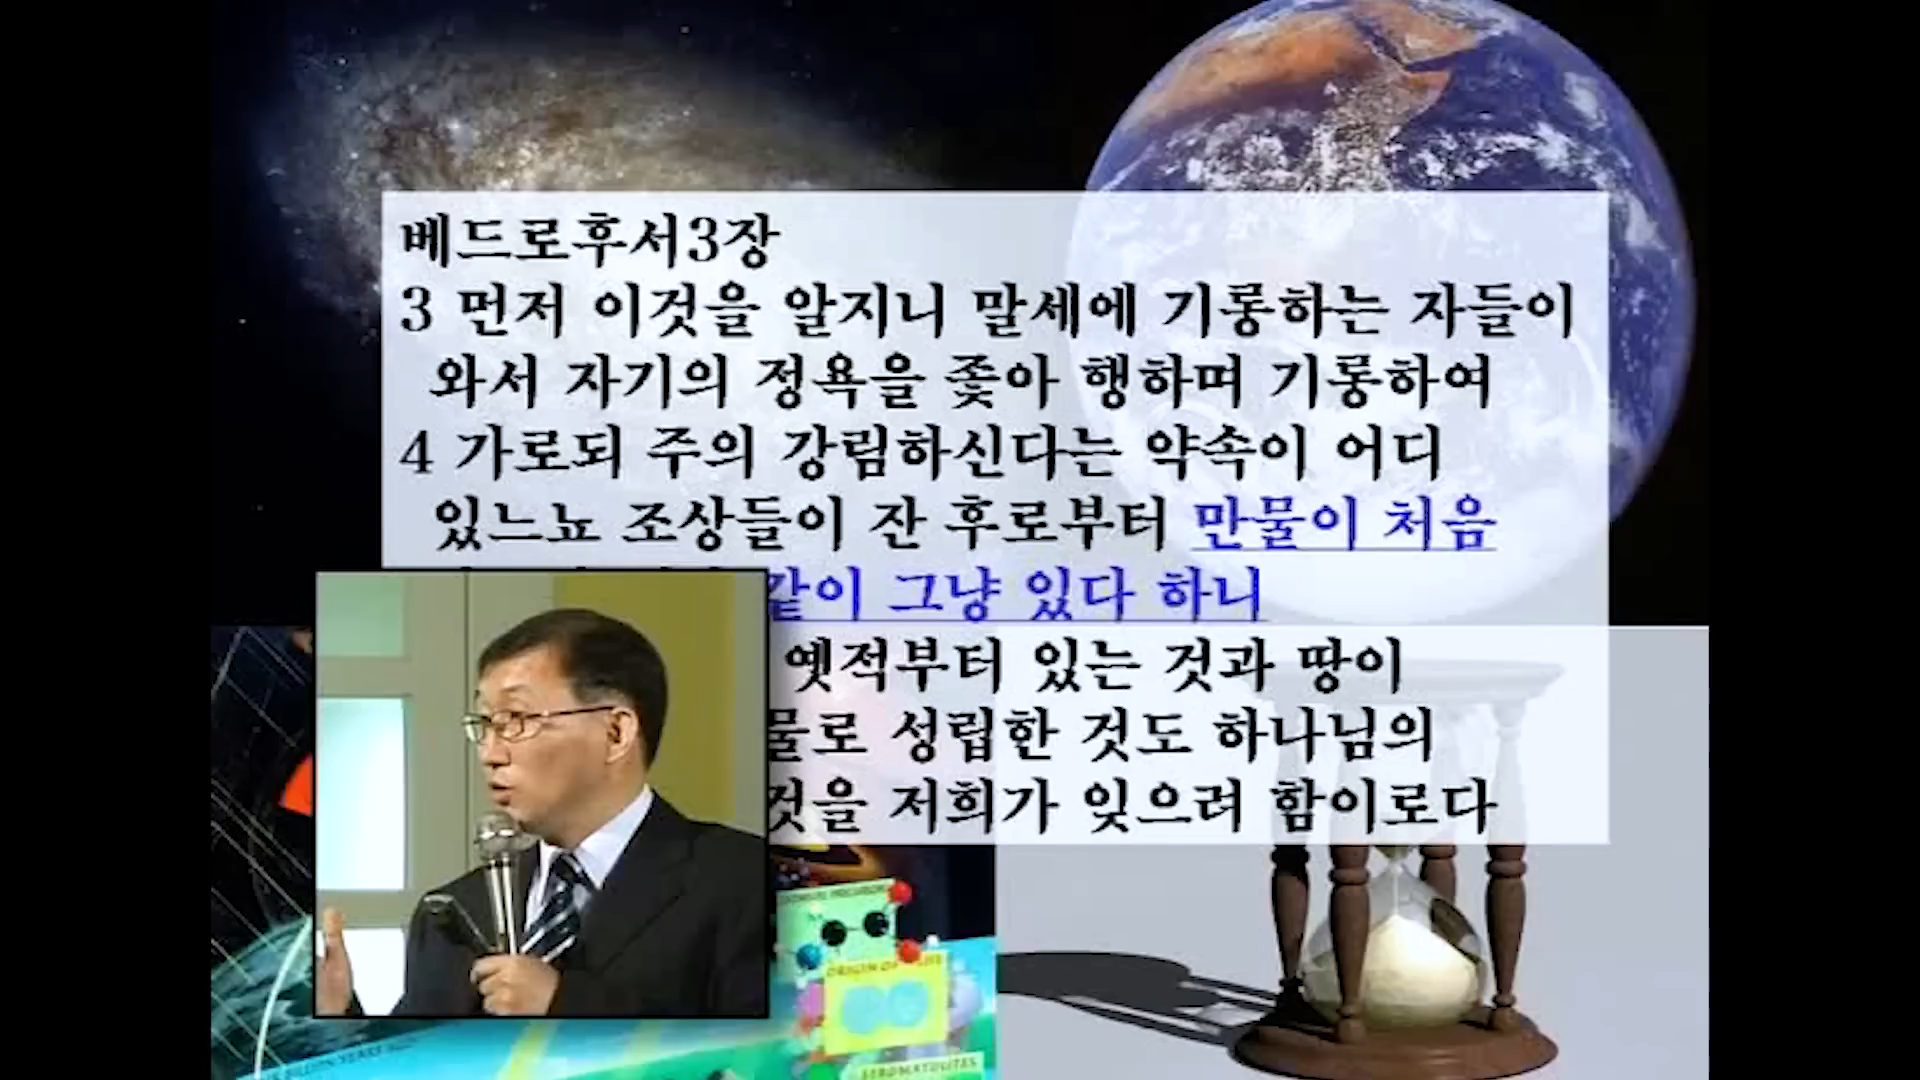 베드로후서3장
3 먼저 이것을 알지니 말세에 기롱하는 자들이
와서 자기의 정욕을 좇아 행하며 기롱하여
4 가로되 주의 강림하신다는 약속이 어디
있느뇨 조상들이 잔 후로부터 만물이 처음
같이 그냥 있다 하니
옛적부터 있는 것과 땅이
물로 성립한 것도 하나님의
것을 저희가 잊으려 함이로다
ORIGIN OF
STROMATOLITES